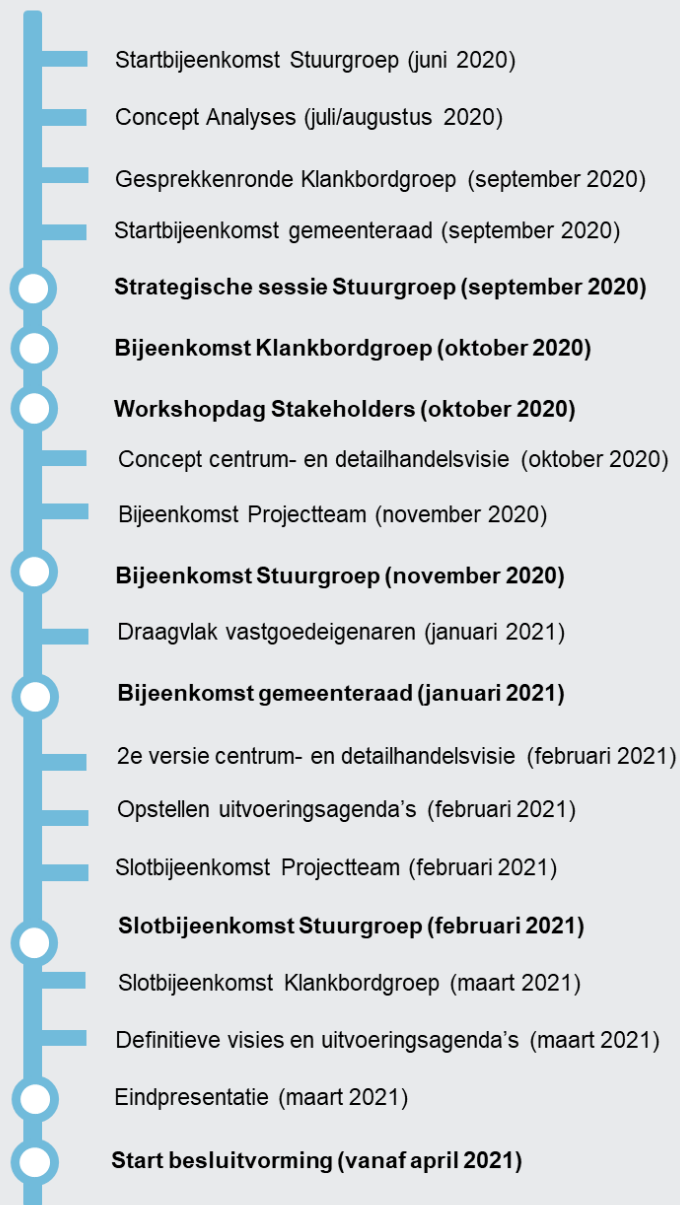 Startbijeenkomst Stuurgroep (juni 2020)
Concept Analyses (juli/augustus 2020)
Gesprekkenronde Klankbordgroep (september 2020)
Startbijeenkomst gemeenteraad (september 2020)
Strategische sessie Stuurgroep (september 2020)
Bijeenkomst Klankbordgroep (oktober 2020)
Workshopdag Stakeholders (oktober 2020)
Concept centrum- en detailhandelsvisie (oktober 2020)
Bijeenkomst Projectteam (november 2020)
Bijeenkomst Stuurgroep (november 2020)
Draagvlak vastgoedeigenaren (januari 2021)
Bijeenkomst gemeenteraad (januari 2021)
2e versie centrum- en detailhandelsvisie (februari 2021)
Opstellen uitvoeringsagenda's (februari 2021)
Slotbijeenkomst Projectteam (februari 2021)
Slotbijeenkomst Stuurgroep (februari 2021)
Slotbijeenkomst Klankbordgroep (maart 2021)
Definitieve visies en uitvoeringsagenda's (maart 2021)
Eindpresentatie (maart 2021)
Start besluitvorming (vanaf april 2021)